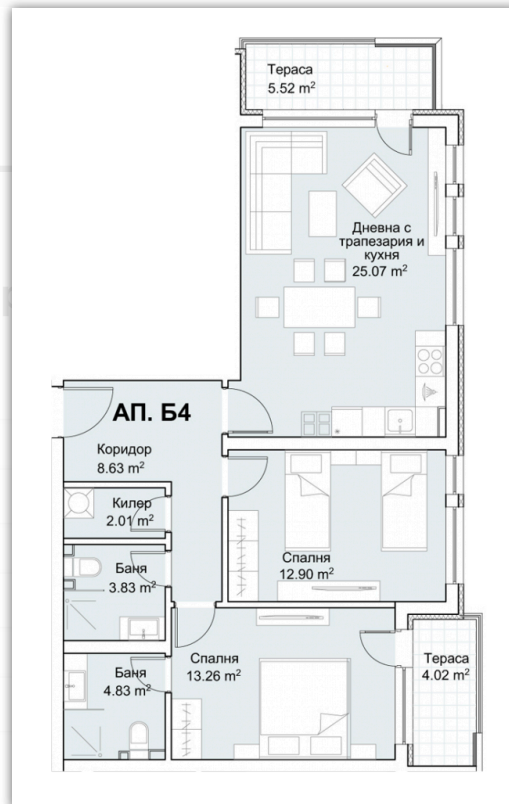 Тераса
5.52 m²
Дневна с
трапезария и
кухня
25.07 m²
АП. Б4
Коридор
8.63 m²
Килер
2.01 m²
Баня
3.83 m²
Спалня
12.90 m²
Спалня
13.26 m²
Тераса
4.02 m²
Баня
4.83 m²